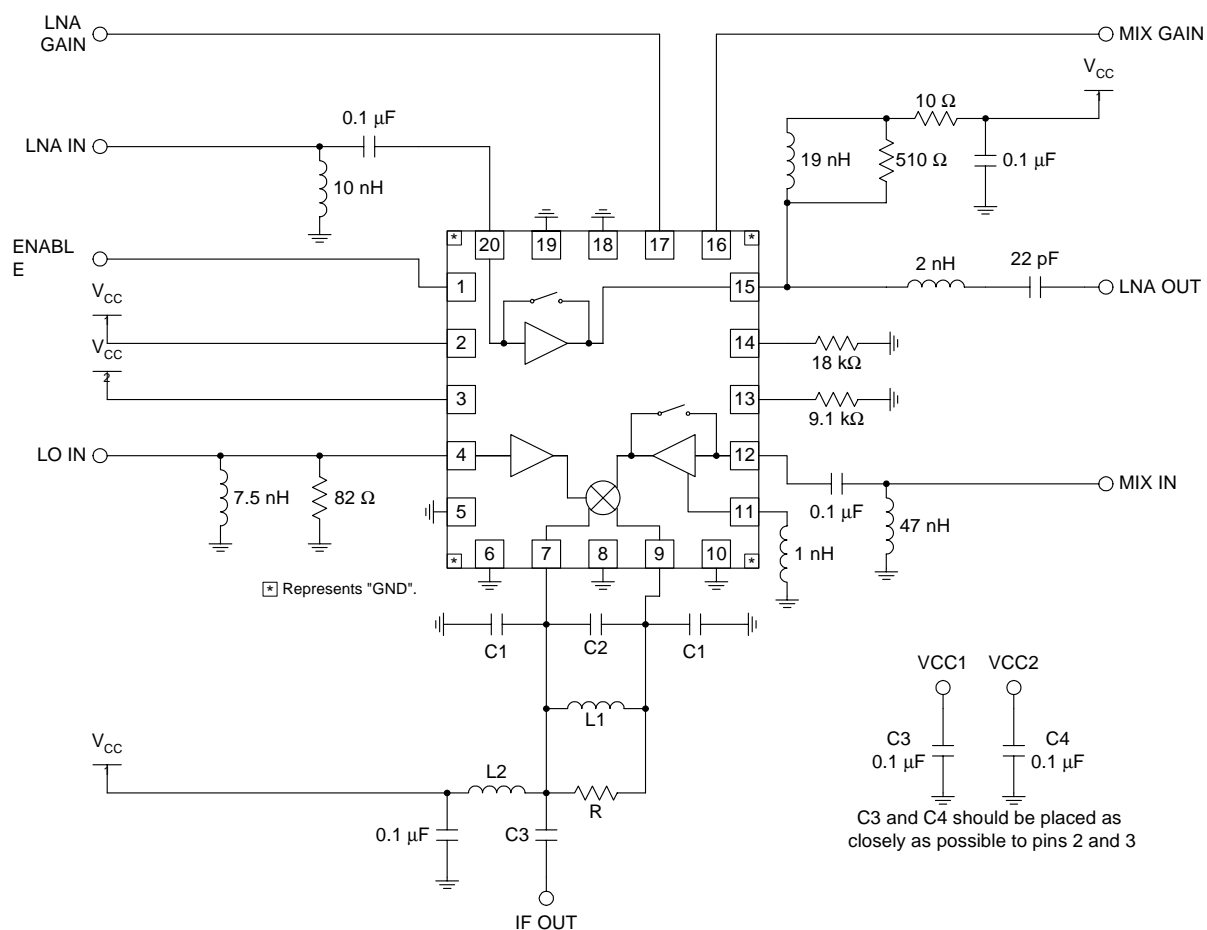 LNA
GAIN
MIX GAIN
VCC
1
10 Ω
0.1 μF
LNA IN
19 nH
510 Ω
0.1 μF
10 nH
ENABL
E
* 20 19 18 17 16 *
1
15
2 nH
22 pF
LNA OUT
VCC
1
2
14
18 kΩ
VCC
2
3
13
9.1 kΩ
LO IN
4
12
MIX IN
7.5 nH
82 Ω
5
11
0.1 μF
47 nH
1 nH
* 6 7 8 9 10 *
* Represents "GND".
C1
C2
C1
L1
VCC1
VCC2
C3
0.1 μF
C4
0.1 μF
VCC
1
L2
R
0.1 μF
C3
C3 and C4 should be placed as
closely as possible to pins 2 and 3
IF OUT